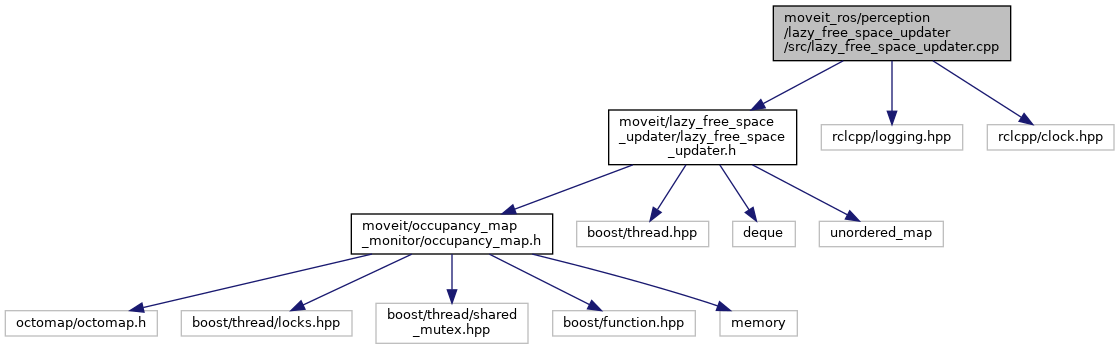 moveit_ros/perception
/lazy_free_space_updater
/src/lazy_free_space_updater.cpp
moveit/lazy_free_space
_updater/lazy_free_space
_updater.h
rclcpp/logging.hpp
rclcpp/clock.hpp
moveit/occupancy_map
_monitor/occupancy_map.h
boost/thread.hpp
deque
unordered_map
octomap/octomap.h
boost/thread/locks.hpp
boost/thread/shared
_mutex.hpp
boost/function.hpp
memory